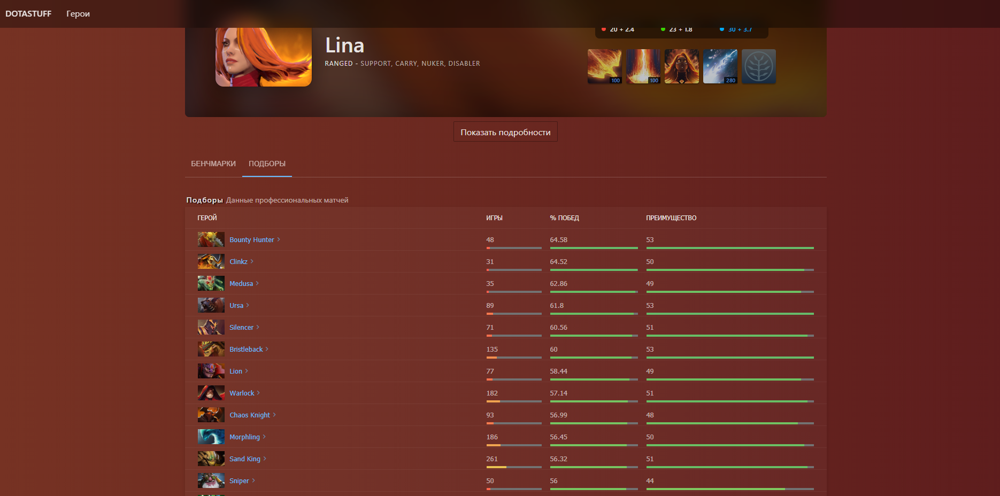 DOTASTUFF Герои
20 + 2.4 23 + 1.8 30 + 3.7
Lina
RANGED - SUPPORT, CARRY, NUKER, DISABLER
100 100 280
Показать подробности
БЕНЧМАРКИ ПОДБОРЫ
Подборы Данные профессиональных матчей
ГЕРОЙ ИГРЫ % ПОБЕД ПРЕИМУЩЕСТВО
Bounty Hunter 48 64.58 53
Clinkz 31 64.52 50
Medusa 35 62.86 49
Ursa 89 61.8 53
Silencer 71 60.56 51
Bristleback 135 60 53
Lion 77 58.44 49
Warlock 182 57.14 51
Chaos Knight 93 56.99 48
Morphling 186 56.45 50
Sand King 261 56.32 51
Sniper 50 56 44